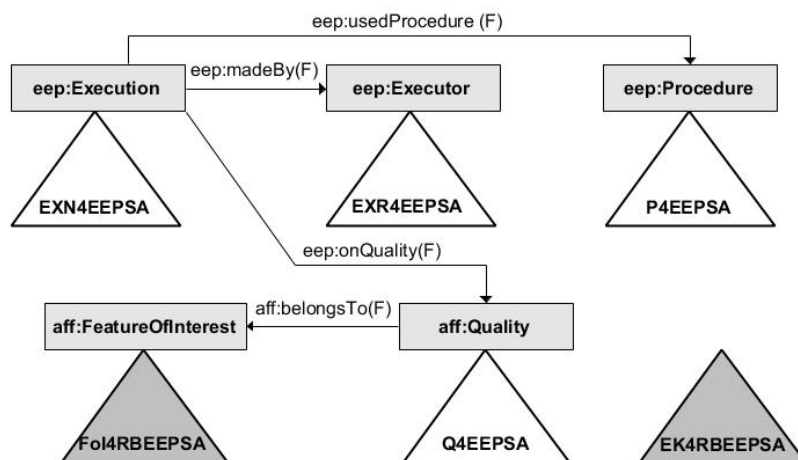 eep:usedProcedure (F)
eep:madeBy(F)
eep:Execution
eep:Executor
eep:Procedure
EXN4EEPSA
EXR4EEPSA
P4EEPSA
eep:onQuality(F)
aff:belongsTo(F)
aff:FeatureOfInterest
aff:Quality
FoI4RBEEPSA
Q4EEPSA
EK4RBEEPSA